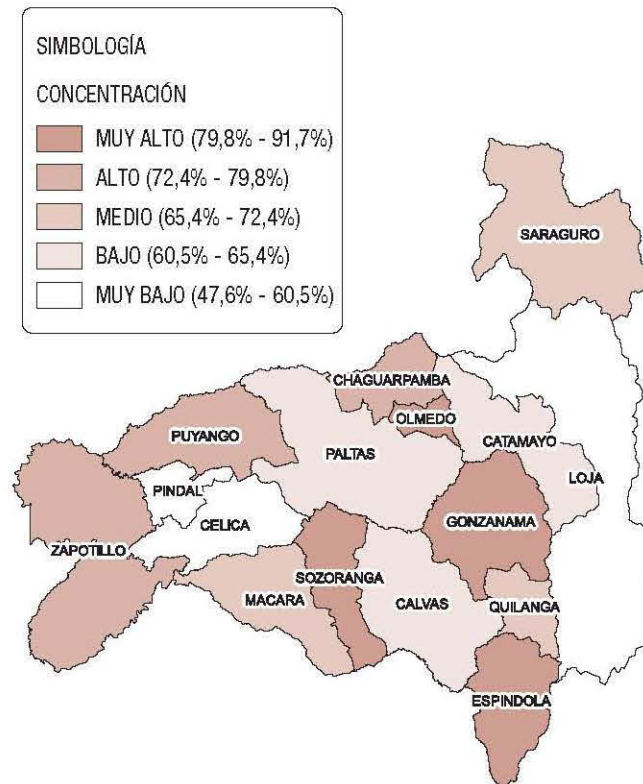 SIMBOLOGÍA
CONCENTRACIÓN
MUY ALTO (79,8% - 91,7%)
ALTO (72,4% - 79,8%)
MEDIO (65,4% - 72,4%)
BAJO (60,5% - 65,4%)
MUY BAJO (47,6% - 60,5%)
SARAGURO
CHAGUARPAMBA
OLMEDO
PUYANGO
CATAMAYO
PALTAS
LOJA
PINDAL
CELICA
GONZANAMA
ZAPOTILLO
SOZORANGA
MACARA
CALVAS
QUILANGA
ESPINDOLA